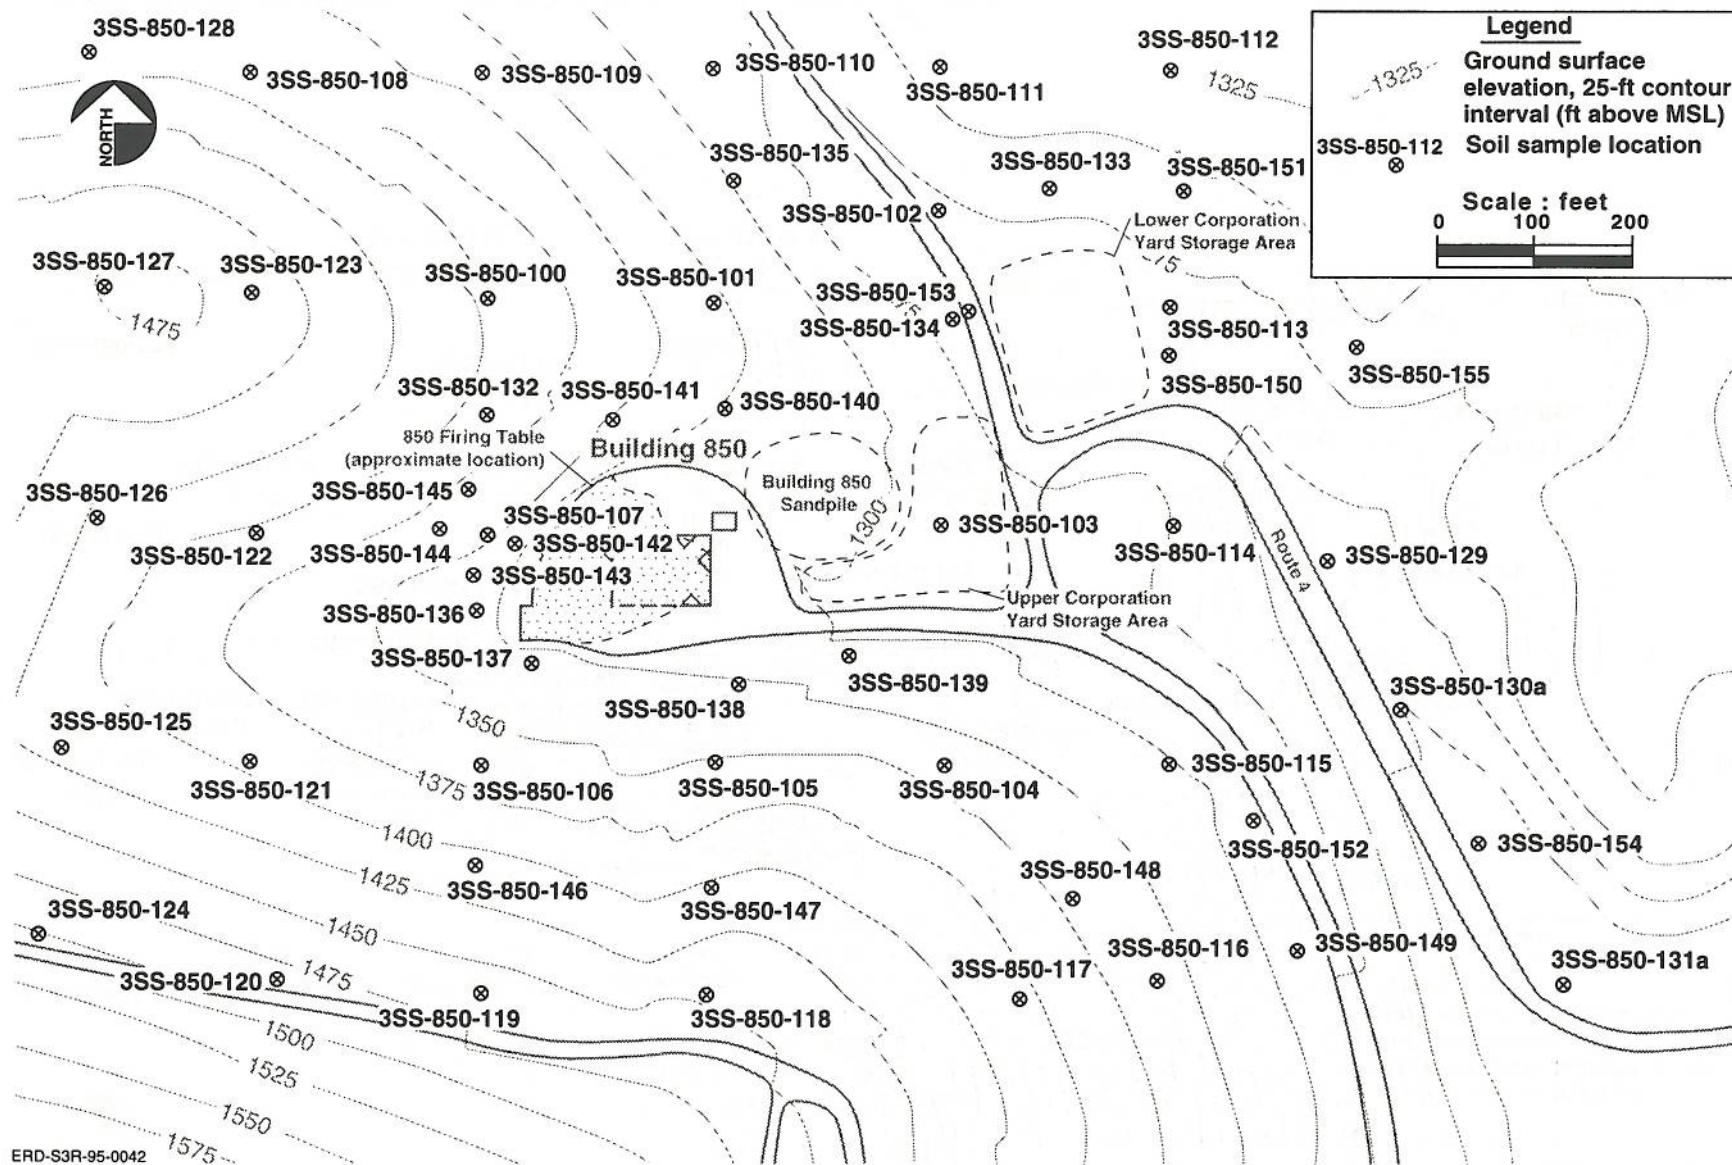 3SS-850-128
3SS-850-108
3SS-850-109
3SS-850-110
3SS-850-111
3SS-850-112
1325
Legend
1325
Ground surface
elevation, 25-ft contour
interval (ft above MSL)
3SS-850-112
Soil sample location
Scale : feet
0 100 200
NORTH
3SS-850-135
3SS-850-133
3SS-850-151
3SS-850-102
Lower Corporation
Yard Storage Area
3SS-850-127
3SS-850-123
3SS-850-100
3SS-850-101
3SS-850-153
3SS-850-134
1475
3SS-850-113
3SS-850-150
3SS-850-155
3SS-850-132
3SS-850-141
3SS-850-140
850 Firing Table
(approximate location)
Building 850
Building 850
Sandpile
1300
3SS-850-126
3SS-850-145
3SS-850-107
3SS-850-103
3SS-850-122
3SS-850-144
3SS-850-142
3SS-850-114
Route 4
3SS-850-129
3SS-850-143
3SS-850-136
Upper Corporation
Yard Storage Area
3SS-850-137
3SS-850-139
3SS-850-138
3SS-850-130a
3SS-850-125
1350
3SS-850-121
1375
3SS-850-106
3SS-850-105
3SS-850-104
3SS-850-115
1400
3SS-850-152
3SS-850-154
1425
3SS-850-146
3SS-850-147
3SS-850-148
3SS-850-124
1450
3SS-850-149
3SS-850-116
3SS-850-117
3SS-850-131a
3SS-850-120
1475
3SS-850-119
3SS-850-118
1500
1525
1550
1575
ERD-S3R-95-0042